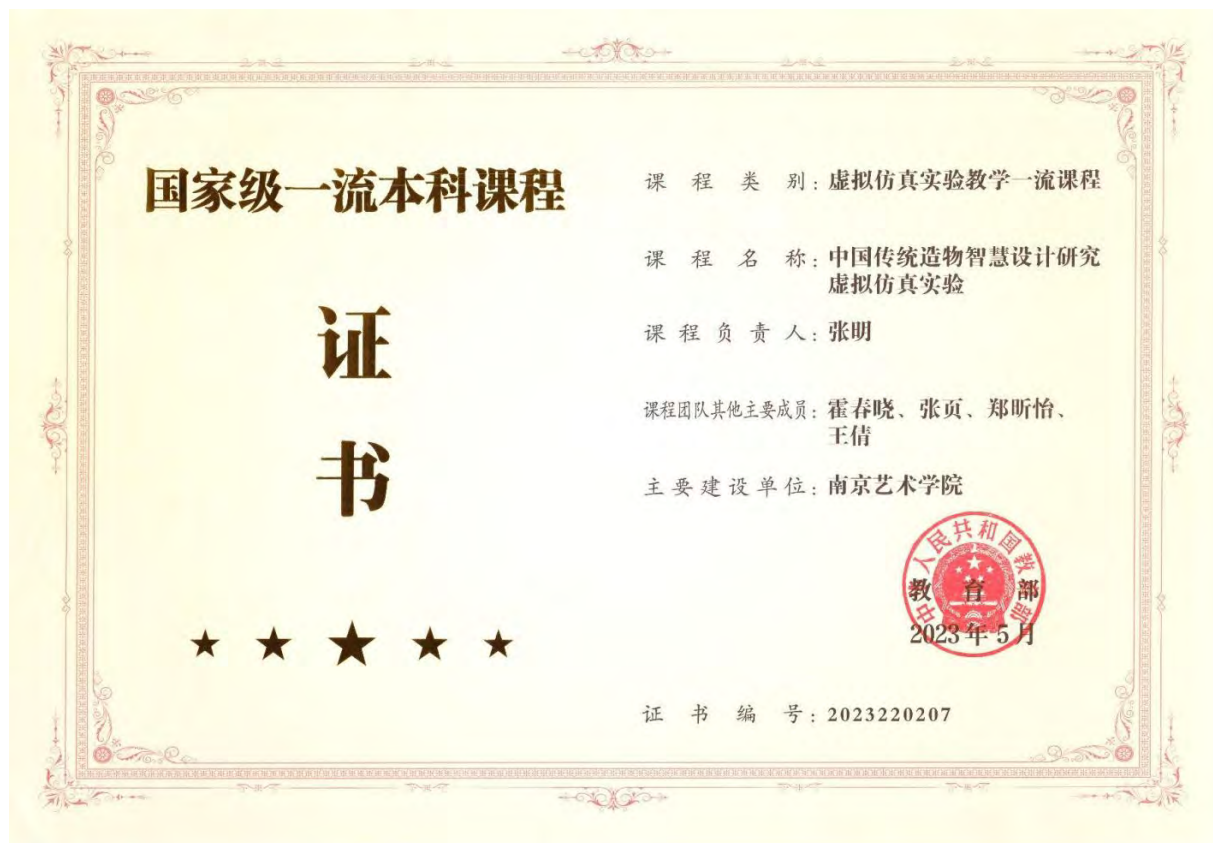 国家级一流本科课程
证
书
课程类别：虚拟仿真实验教学一流课程
课程名称：中国传统造物智慧设计研究
虚拟仿真实验
课程负责人：张明
课程团队其他主要成员：霍春晓、张页、郑昕怡、
王倩
主要建设单位：南京艺术学院
中华人民共和国教育部
教育部
2023年5月
证书编号：2023220207